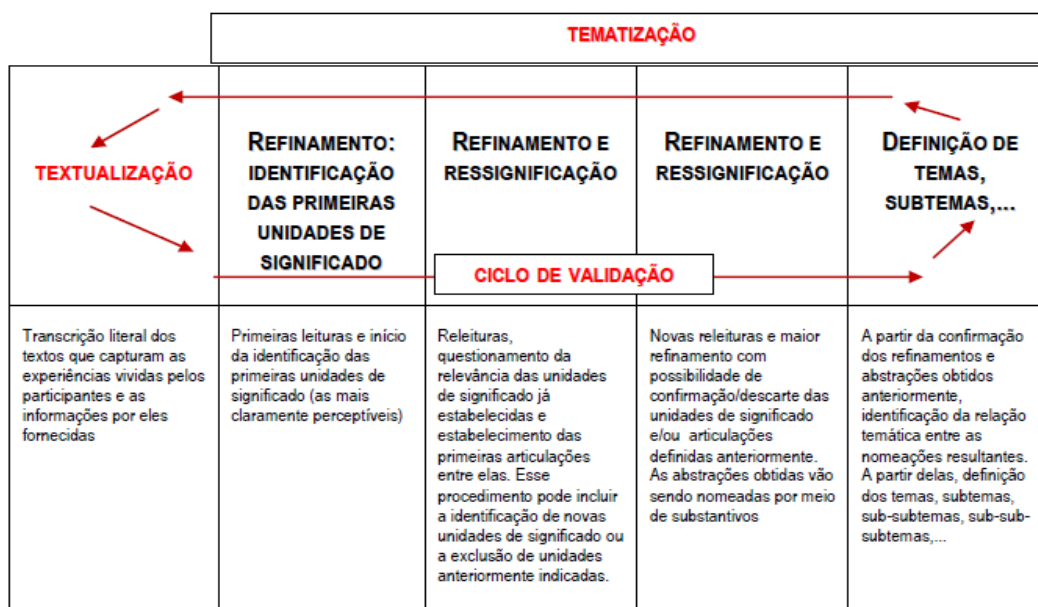 TEMATIZAÇÃO
TEXTUALIZAÇÃO
REFINAMENTO:
IDENTIFICAÇÃO
DAS PRIMEIRAS
UNIDADES DE
SIGNIFICADO
REFINAMENTO E
RESSIGNIFICAÇÃO
REFINAMENTO E
RESSIGNIFICAÇÃO
DEFINIÇÃO DE
TEMAS,
SUBTEMAS,...
CICLO DE VALIDAÇÃO
Transcrição literal dos
textos que capturam as
experiências vividas pelos
participantes e as
informações por eles
fornecidas
Primeiras leituras e início
da identificação das
primeiras unidades de
significado (as mais
claramente perceptíveis)
Releituras,
questionamento da
relevância das unidades
de significado já
estabelecidas e
estabelecimento das
primeiras articulações
entre elas. Esse
procedimento pode incluir
a identificação de novas
unidades de significado ou
a exclusão de unidades
anteriormente indicadas.
Novas releituras e maior
refinamento com
possibilidade de
confirmação/descarte das
unidades de significado
e/ou articulações
definidas anteriormente.
As abstrações obtidas vão
sendo nomeadas por meio
de substantivos
A partir da confirmação
dos refinamentos e
abstrações obtidos
anteriormente,
identificação da relação
temática entre as
nomeações resultantes.
A partir delas, definição
dos temas, subtemas,
sub-subtemas, sub-sub-
subtemas,...